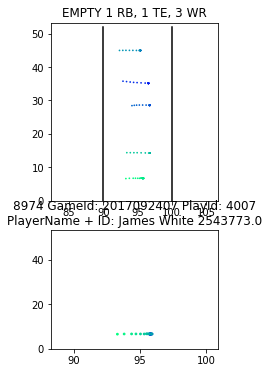 EMPTY 1 RB, 1 TE, 3 WR
50
40
30
20
10
0
85 90 95 100 105
8974 GameId: 2017092407 PlayId: 4007
PlayerName + ID: James White 2543773.0
40
20
0
90 95 100